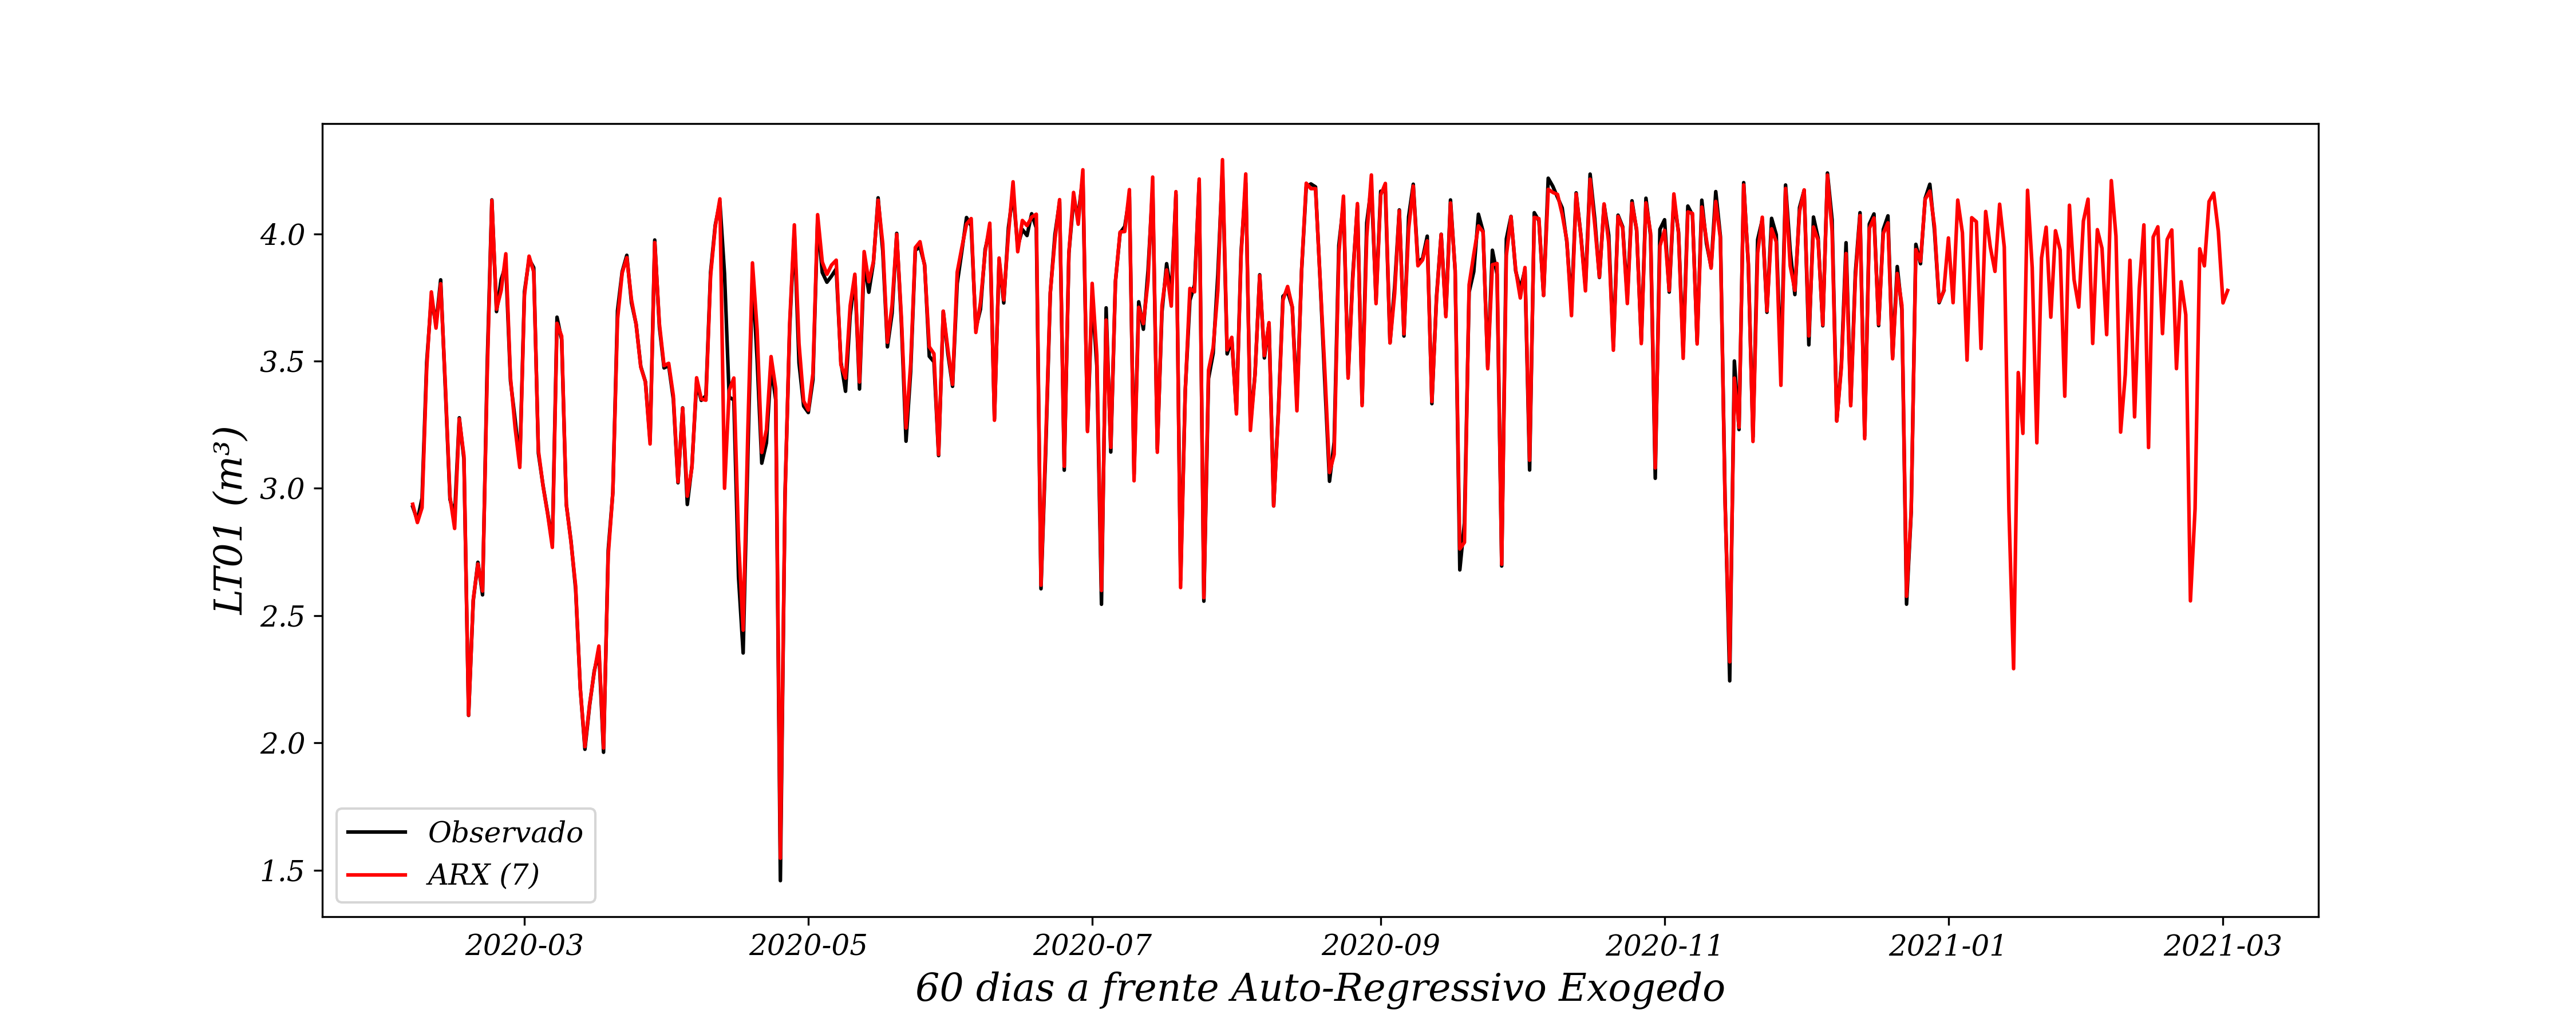 LT01 (m³)
4.0
3.5
3.0
2.5
2.0
1.5
Observado
ARX (7)
2020-03 2020-05 2020-07 2020-09 2020-11 2021-01 2021-03
60 dias a frente Auto-Regressivo Exogedo